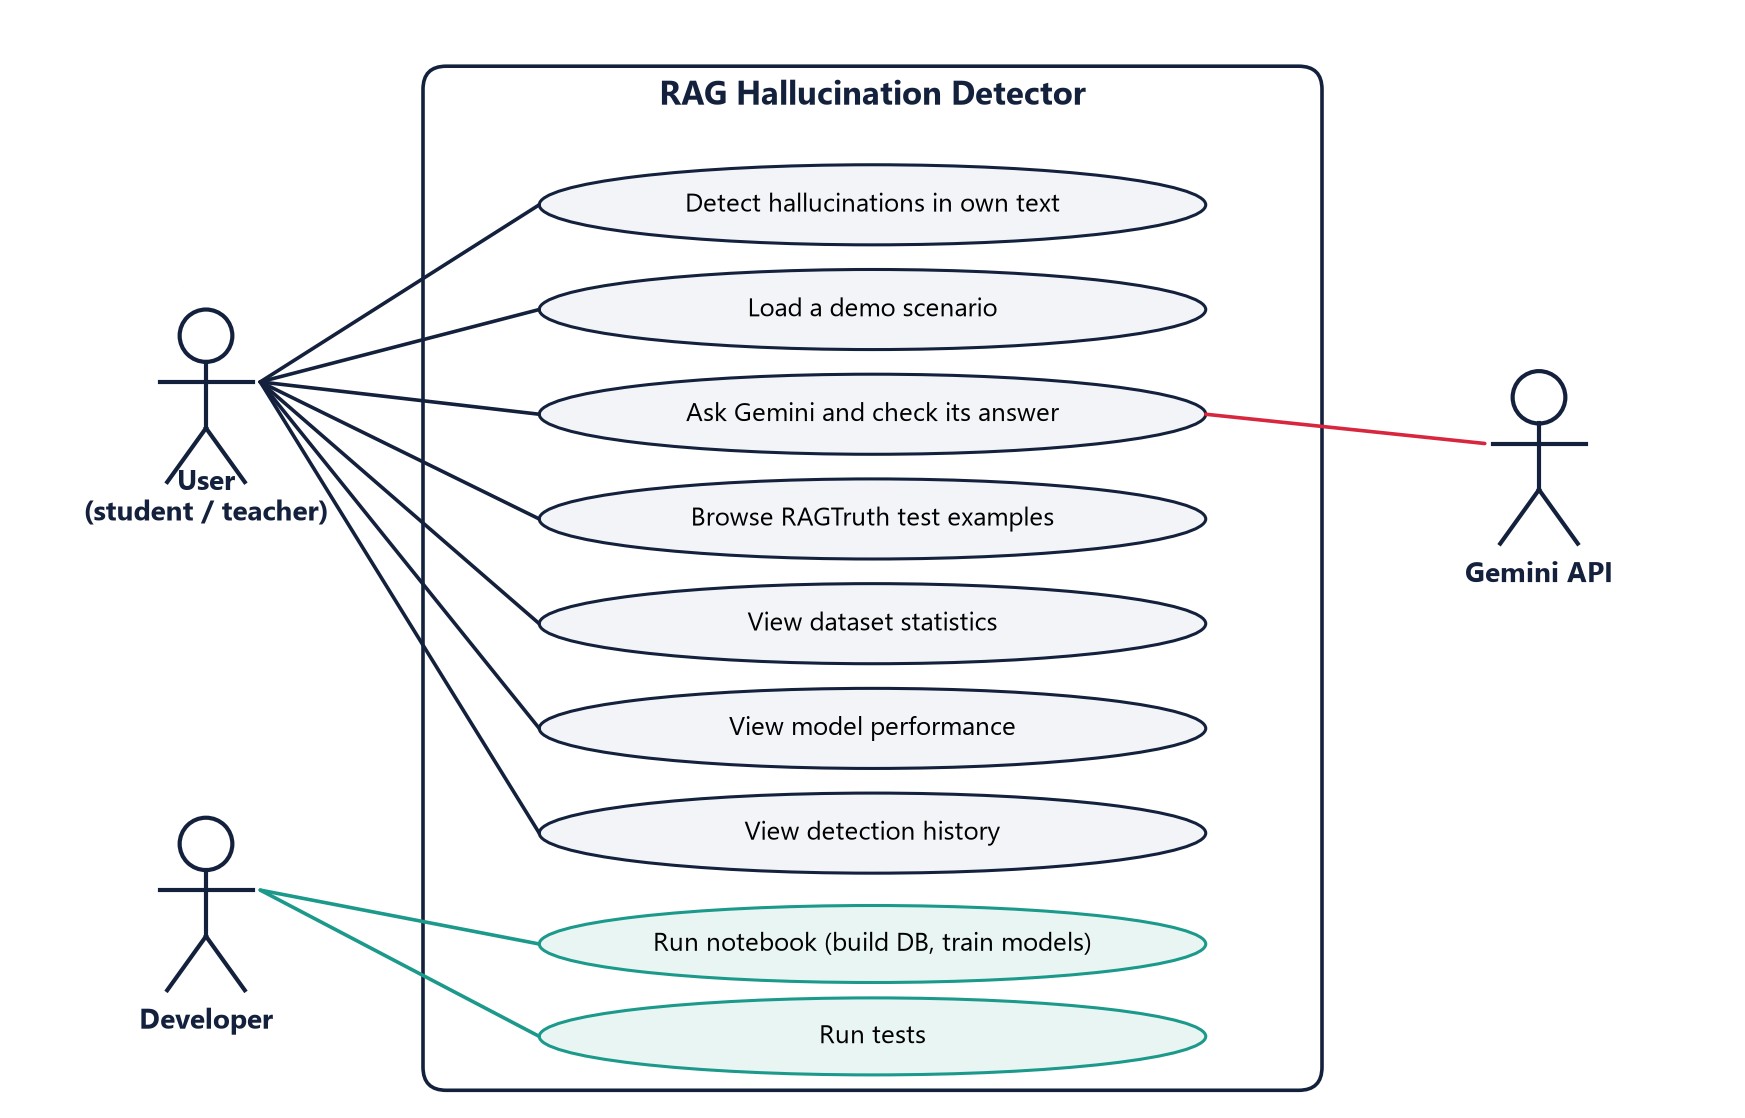 RAG Hallucination Detector
Detect hallucinations in own text
Load a demo scenario
Ask Gemini and check its answer
Browse RAGTruth test examples
View dataset statistics
View model performance
View detection history
Run notebook (build DB, train models)
Run tests
User
(student / teacher)
Developer
Gemini API